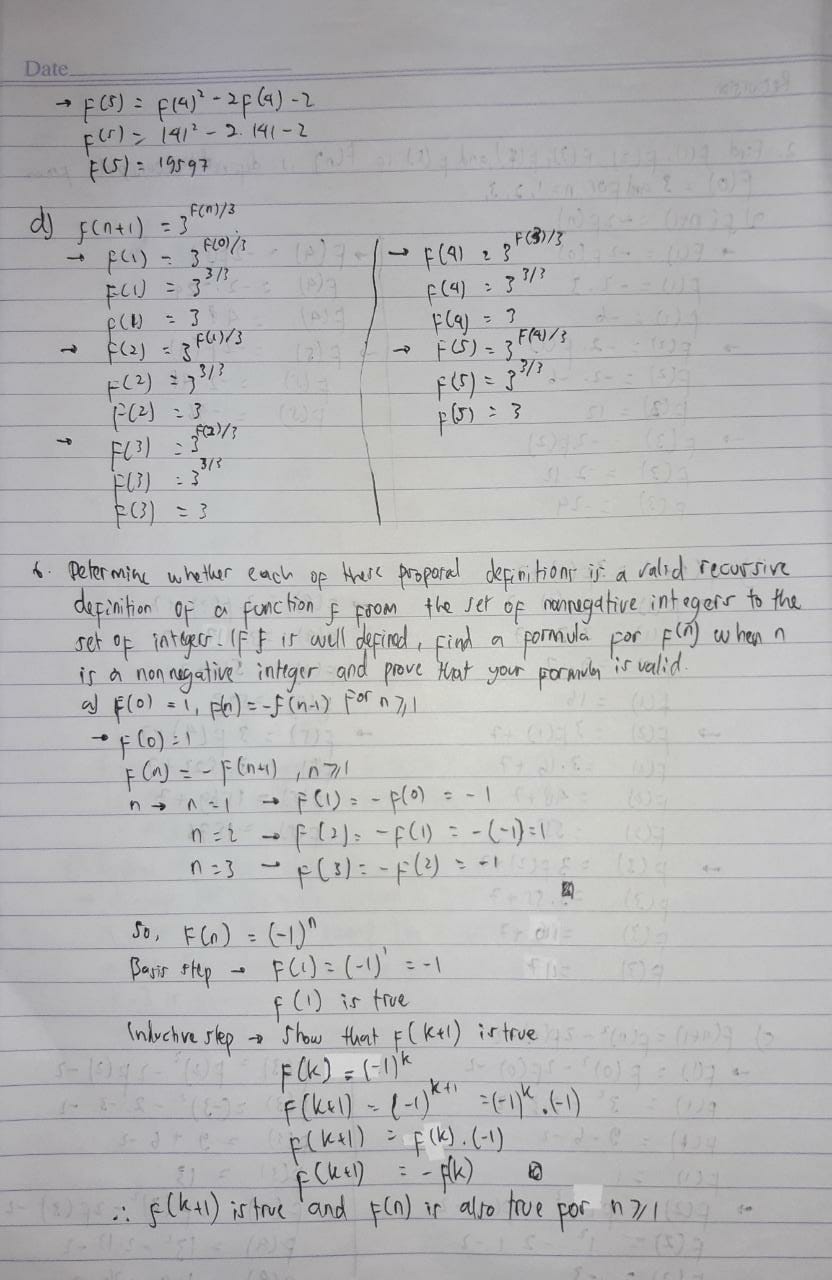 Date
→ f(5) = f(4)² - 2f(4) - 2
f(5) = 141² - 2. 141 - 2
f(5) = 19597
d) f(n+1) = 3^f(n)/3
→ f(1) = 3^f(0)/3
f(1) = 3^3/3
f(1) = 3
→ f(2) = 3^f(1)/3
f(2) = 3^3/3
f(2) = 3
→ f(3) = 3^f(2)/3
f(3) = 3^3/3
f(3) = 3
→ f(4) = 3^f(3)/3
f(4) = 3^3/3
f(4) = 3
→ f(5) = 3^f(4)/3
f(5) = 3^3/3
f(5) = 3
6. Determine whether each of these proposal definitions is a valid recursive
definition of a function f from the set of nonnegative integers to the
set of integers. If f is well defined, find a formula for f(n) when n
is a nonnegative integer and prove that your formula is valid.
a) f(0) = 1, f(n) = -f(n-1) for n ≥ 1
→ f(0) = 1
f(n) = - f(n+1), n ≥ 1
n → n = 1 → f(1) = - f(0) = - 1
n = 2 → f(2) = - f(1) = - (-1) = 1
n = 3 → f(3) = - f(2) = - 1
So, f(n) = (-1)^n
Basis step → f(1) = (-1)^1 = -1
f(1) is true
Inductive step → show that f(k+1) is true
f(k) = (-1)^k
f(k+1) = (-1)^k+1 = (-1)^k . (-1)
f(k+1) = f(k) . (-1)
f(k+1) = - f(k)
∴ f(k+1) is true and f(n) is also true for n ≥ 1